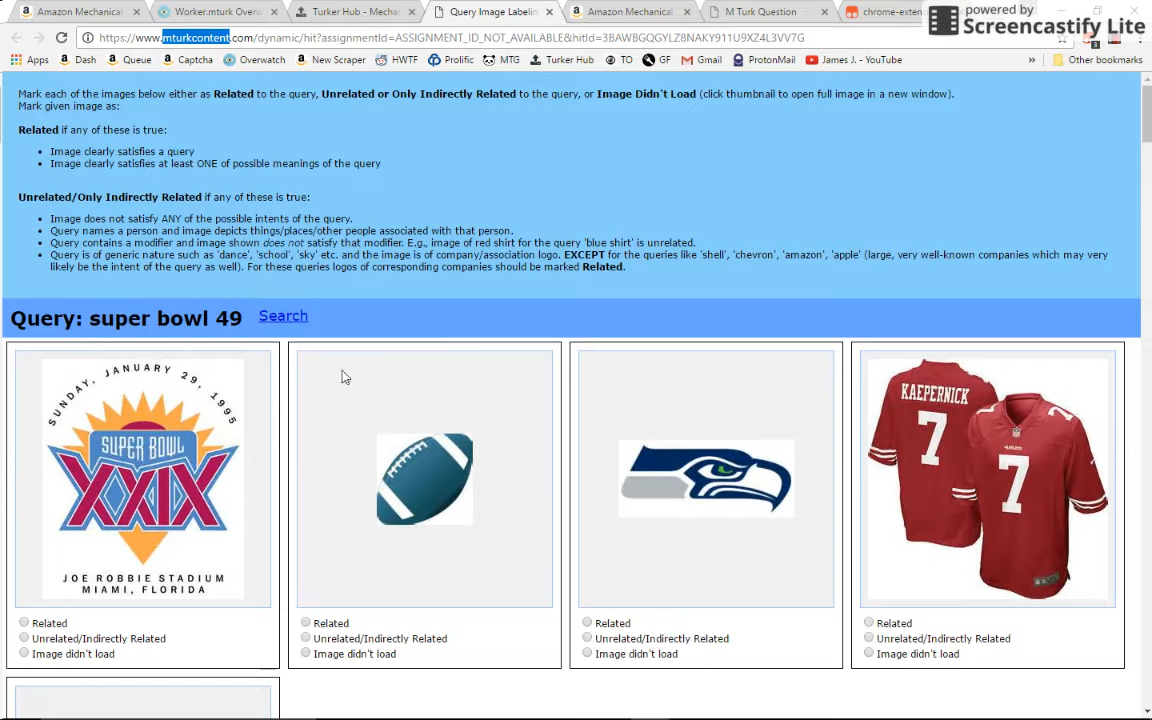 Amazon Mechanical
Worker.mturk Overw
Turker Hub - Mecha
Query Image Labelin
Amazon Mechanical
M Turk Question
chrome-exten
powered by
Screencastify Lite
https://www.mturkcontent.com/dynamic/hit?assignmentId=ASSIGNMENT_ID_NOT_AVAILABLE&hitId=3BAWBGQGYLZ8NAKY911U9XZ4L3VV7G
Apps Dash Queue Captcha Overwatch New Scraper HWTF Prolific MTG Turker Hub TO GF Gmail ProtonMail James J. - YouTube » Other bookmarks
Mark each of the images below either as Related to the query, Unrelated or Only Indirectly Related to the query, or Image Didn't Load (click thumbnail to open full image in a new window).
Mark given image as:
Related if any of these is true:
• Image clearly satisfies a query
• Image clearly satisfies at least ONE of possible meanings of the query
Unrelated/Only Indirectly Related if any of these is true:
• Image does not satisfy ANY of the possible intents of the query.
• Query names a person and image depicts things/places/other people associated with that person.
• Query contains a modifier and image shown does not satisfy that modifier. E.g., image of red shirt for the query 'blue shirt' is unrelated.
• Query is of generic nature such as 'dance', 'school', 'sky' etc. and the image is of company/association logo. EXCEPT for the queries like 'shell', 'chevron', 'amazon', 'apple' (large, very well-known companies which may very
likely be the intent of the query as well). For these queries logos of corresponding companies should be marked Related.
Query: super bowl 49 Search
SUNDAY, JANUARY 29, 1995
SUPER BOWL
XXIX
JOE ROBBIE STADIUM
MIAMI, FLORIDA
KAEPERNICK
7
7
Related
Unrelated/Indirectly Related
Image didn't load
Related
Unrelated/Indirectly Related
Image didn't load
Related
Unrelated/Indirectly Related
Image didn't load
Related
Unrelated/Indirectly Related
Image didn't load